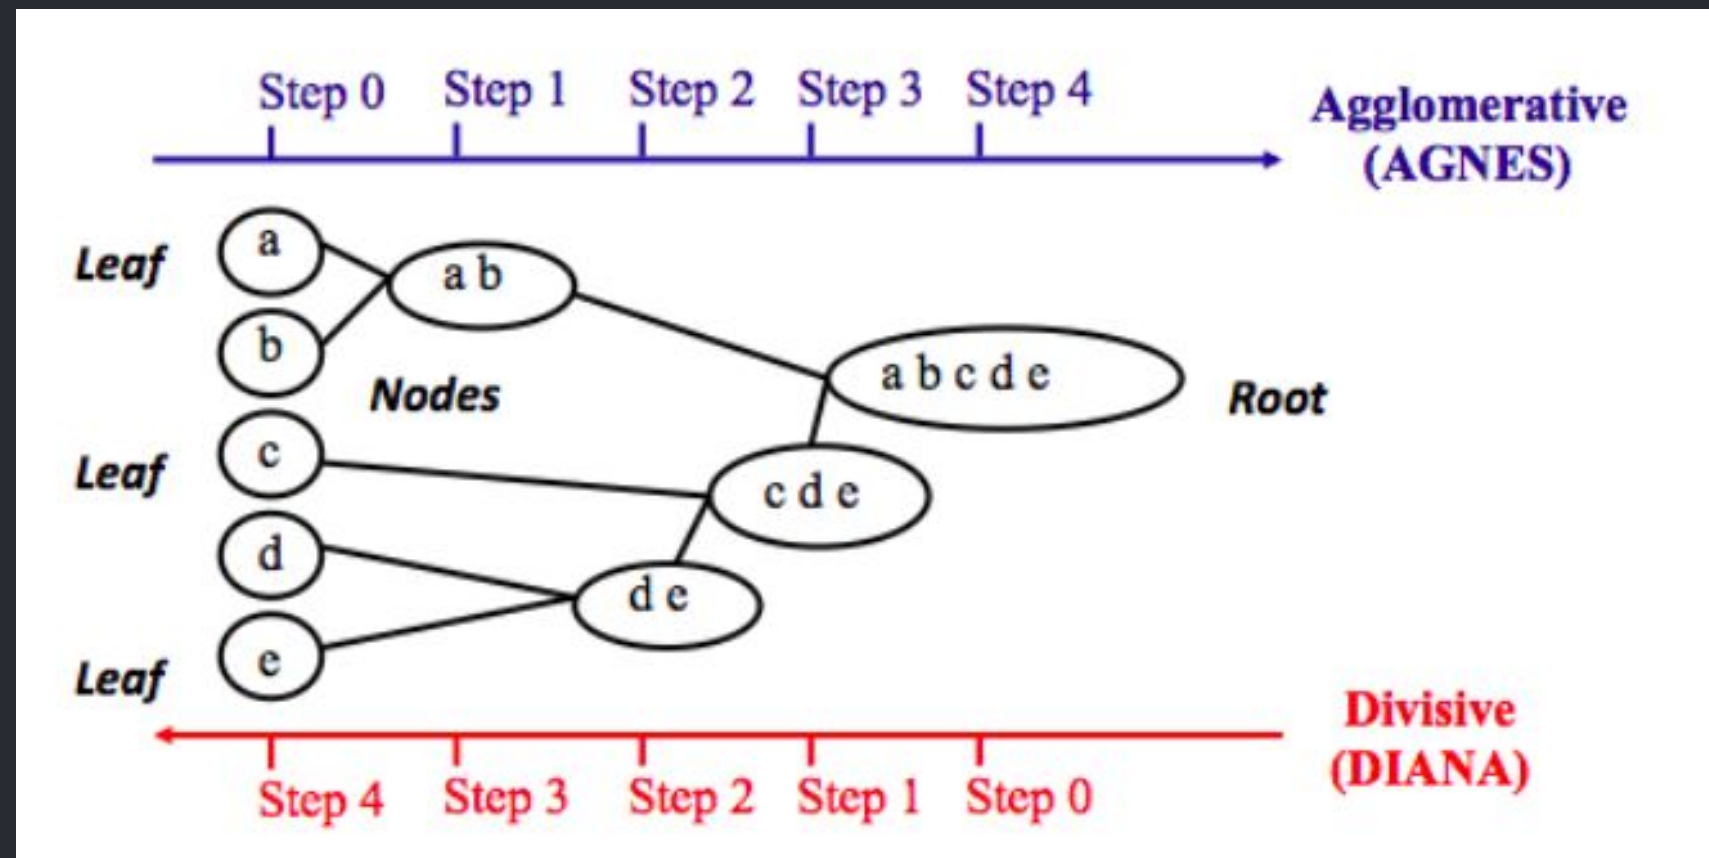 Step 0 Step 1 Step 2 Step 3 Step 4
Agglomerative
(AGNES)
Leaf
a
a b
b
Nodes
a b c d e
Root
Leaf
c
c d e
d
d e
Leaf
e
Divisive
(DIANA)
Step 4 Step 3 Step 2 Step 1 Step 0